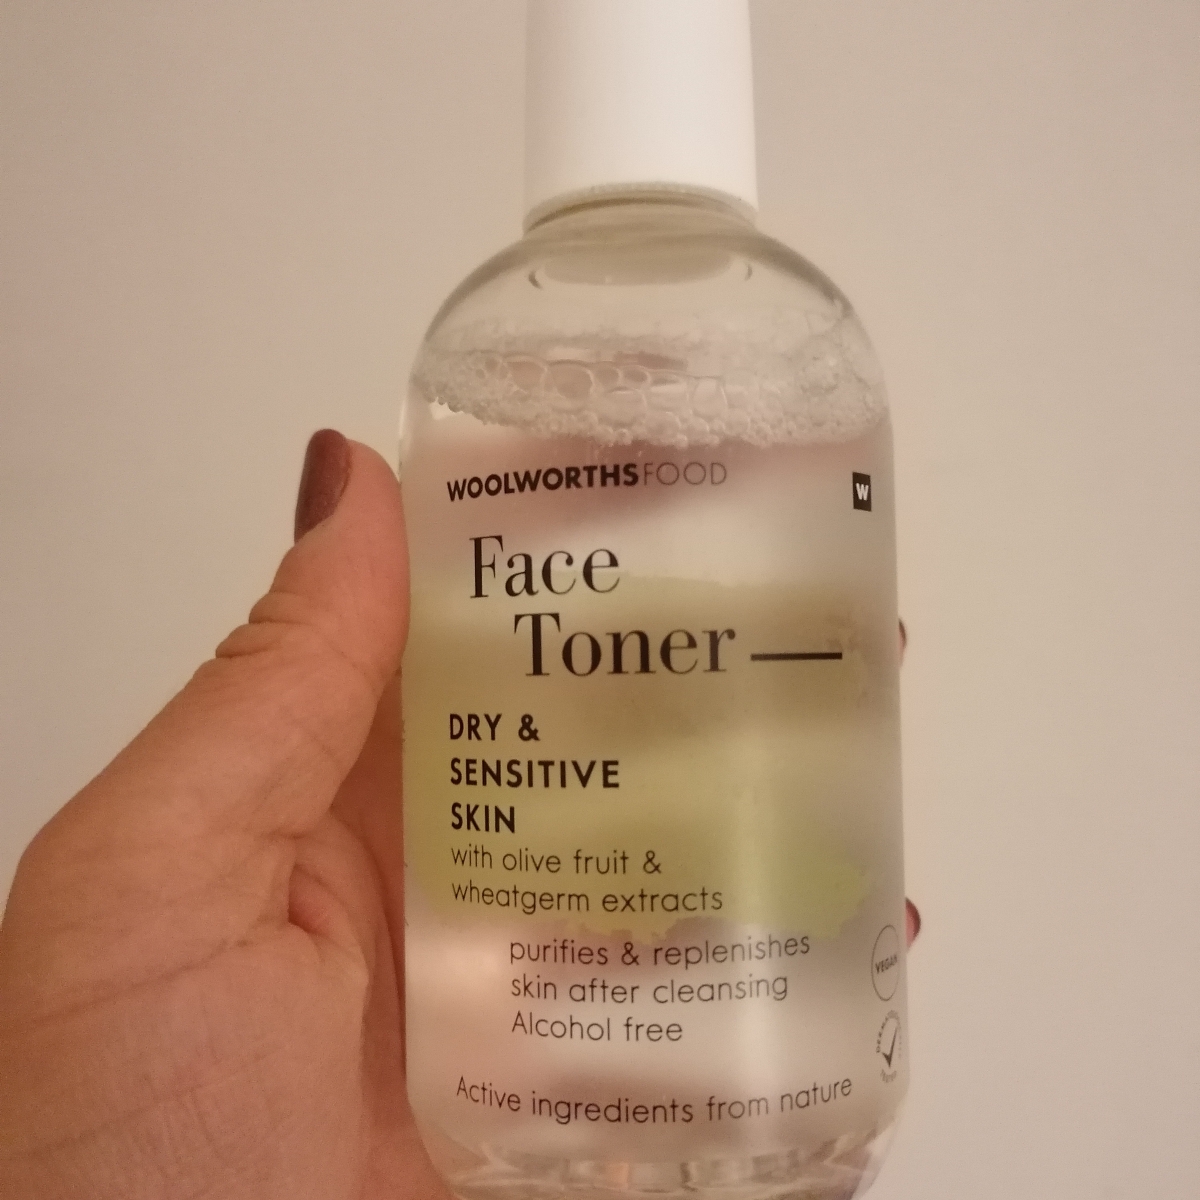 WOOLWORTHSFOOD
W
Face
Toner —
DRY &
SENSITIVE
SKIN
with olive fruit &
wheatgerm extracts
purifies & replenishes
skin after cleansing
Alcohol free
VEGAN
Active ingredients from nature